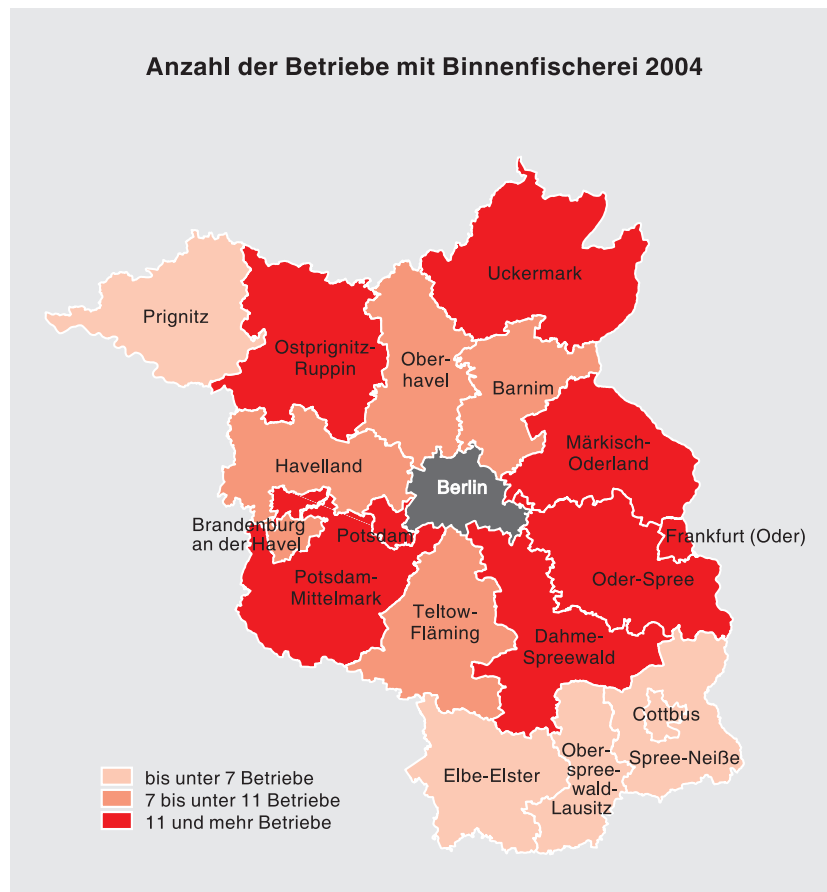 Anzahl der Betriebe mit Binnenfischerei 2004
Uckermark
Prignitz
Ostprignitz-
Ruppin
Ober-
havel
Barnim
Märkisch-
Oderland
Havelland
Berlin
Brandenburg
an der Havel
Potsdam
Frankfurt (Oder)
Potsdam-
Mittelmark
Oder-Spree
Teltow-
Fläming
Dahme-
Spreewald
Cottbus
Spree-Neiße
Elbe-Elster
Ober-
spree-
wald-
Lausitz
bis unter 7 Betriebe
7 bis unter 11 Betriebe
11 und mehr Betriebe